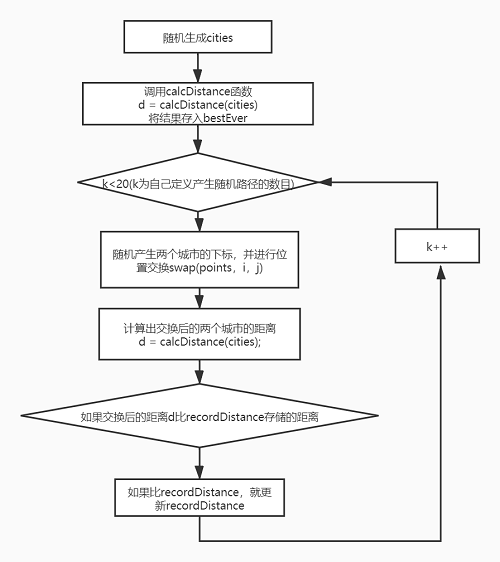 随机生成cities
调用calcDistance函数
d = calcDistance(cities)
将结果存入bestEver
k<20(k为自己定义产生随机路径的数目)
随机产生两个城市的下标，并进行位
置交换swap(points，i，j)
k++
计算出交换后的两个城市的距离
d = calcDistance(cities);
如果交换后的距离d比recordDistance存储的距离
如果比recordDistance，就更
新recordDistance